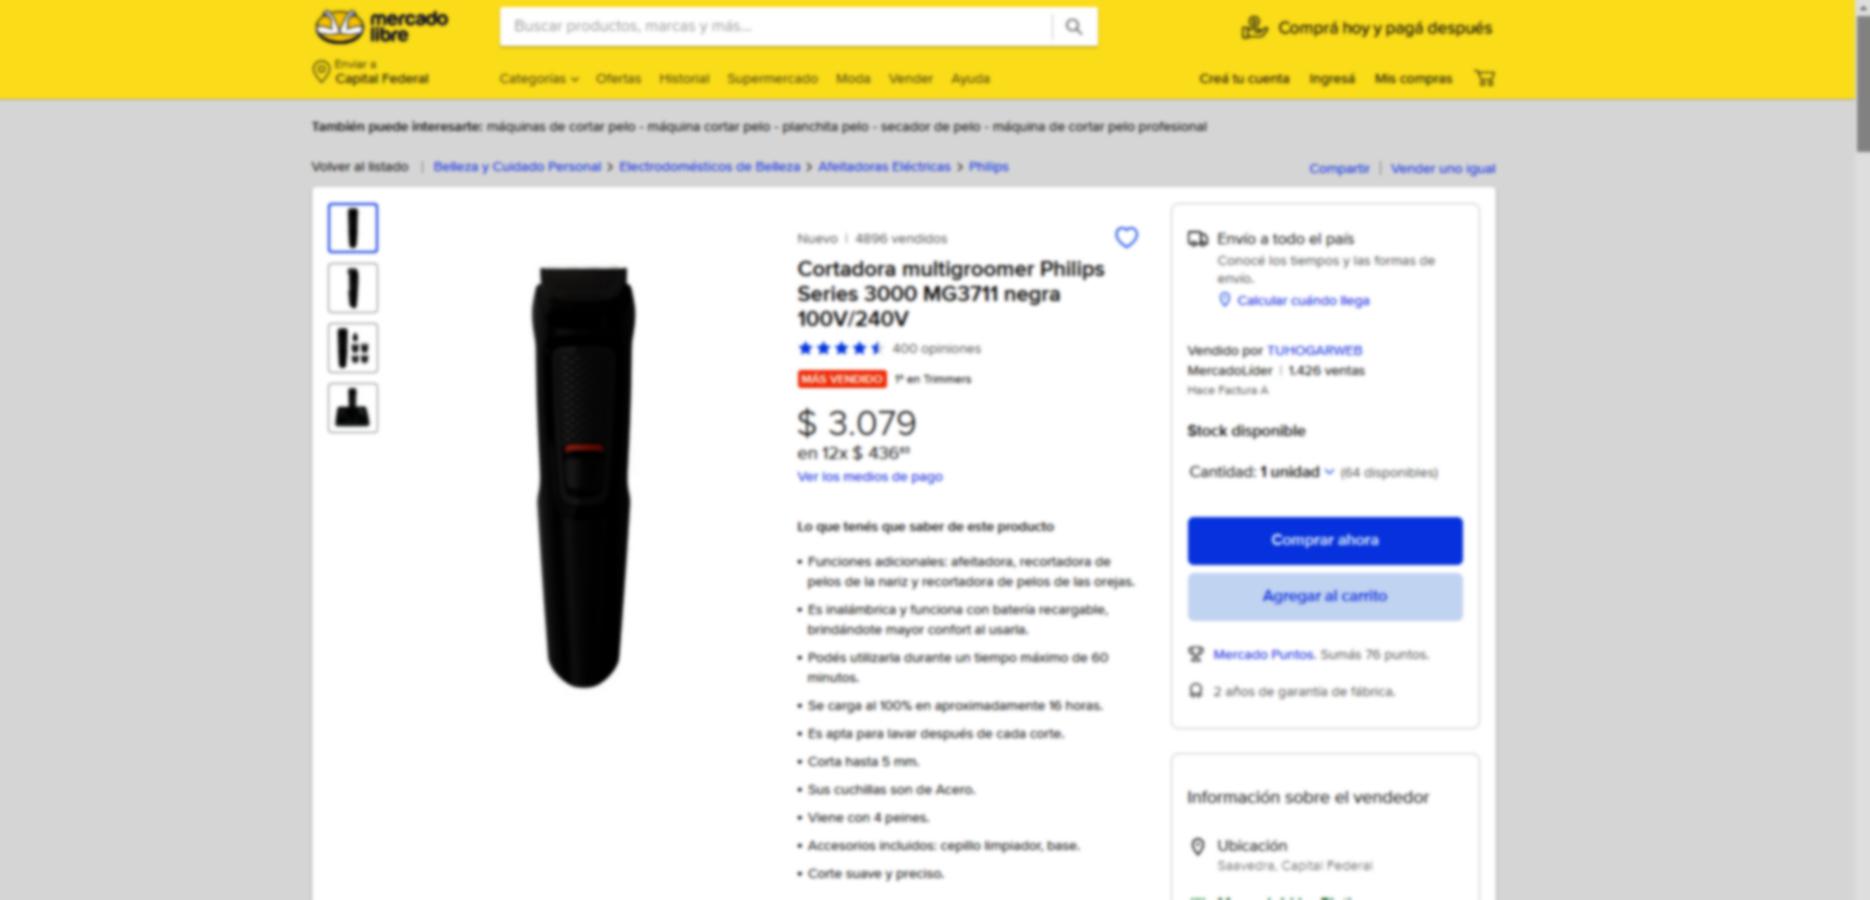 mercado
libre
Buscar productos, marcas y más...
Comprá hoy y pagá después
Enviar a
Capital Federal
Categorías Ofertas Historial Supermercado Moda Vender Ayuda
Creá tu cuenta Ingresá Mis compras
También puede interesarte: máquinas de cortar pelo - máquina cortar pelo - planchita pelo - secador de pelo - máquina de cortar pelo profesional
Volver al listado | Belleza y Cuidado Personal > Electrodomésticos de Belleza > Afeitadoras Eléctricas > Philips
Compartir | Vender uno igual
Nuevo | 4896 vendidos
Cortadora multigroomer Philips
Series 3000 MG3711 negra
100V/240V
400 opiniones
MÁS VENDIDO 1º en Trimmers
$ 3.079
en 12x $ 436
Ver los medios de pago
Lo que tenés que saber de este producto
• Funciones adicionales: afeitadora, recortadora de
pelos de la nariz y recortadora de pelos de las orejas.
• Es inalámbrica y funciona con batería recargable,
brindándote mayor confort al usarla.
• Podés utilizarla durante un tiempo máximo de 60
minutos.
• Se carga al 100% en aproximadamente 16 horas.
• Es apta para lavar después de cada corte.
• Corta hasta 5 mm.
• Sus cuchillas son de Acero.
• Viene con 4 peines.
• Accesorios incluidos: cepillo limpiador, base.
• Corte suave y preciso.
Envío a todo el país
Conocé los tiempos y las formas de
envío.
Calcular cuándo llega
Vendido por TUHOGARWEB
MercadoLíder | 1.426 ventas
Hace Factura A
Stock disponible
Cantidad: 1 unidad (64 disponibles)
Comprar ahora
Agregar al carrito
Mercado Puntos. Sumás 76 puntos.
2 años de garantía de fábrica.
Información sobre el vendedor
Ubicación
Saavedra, Capital Federal